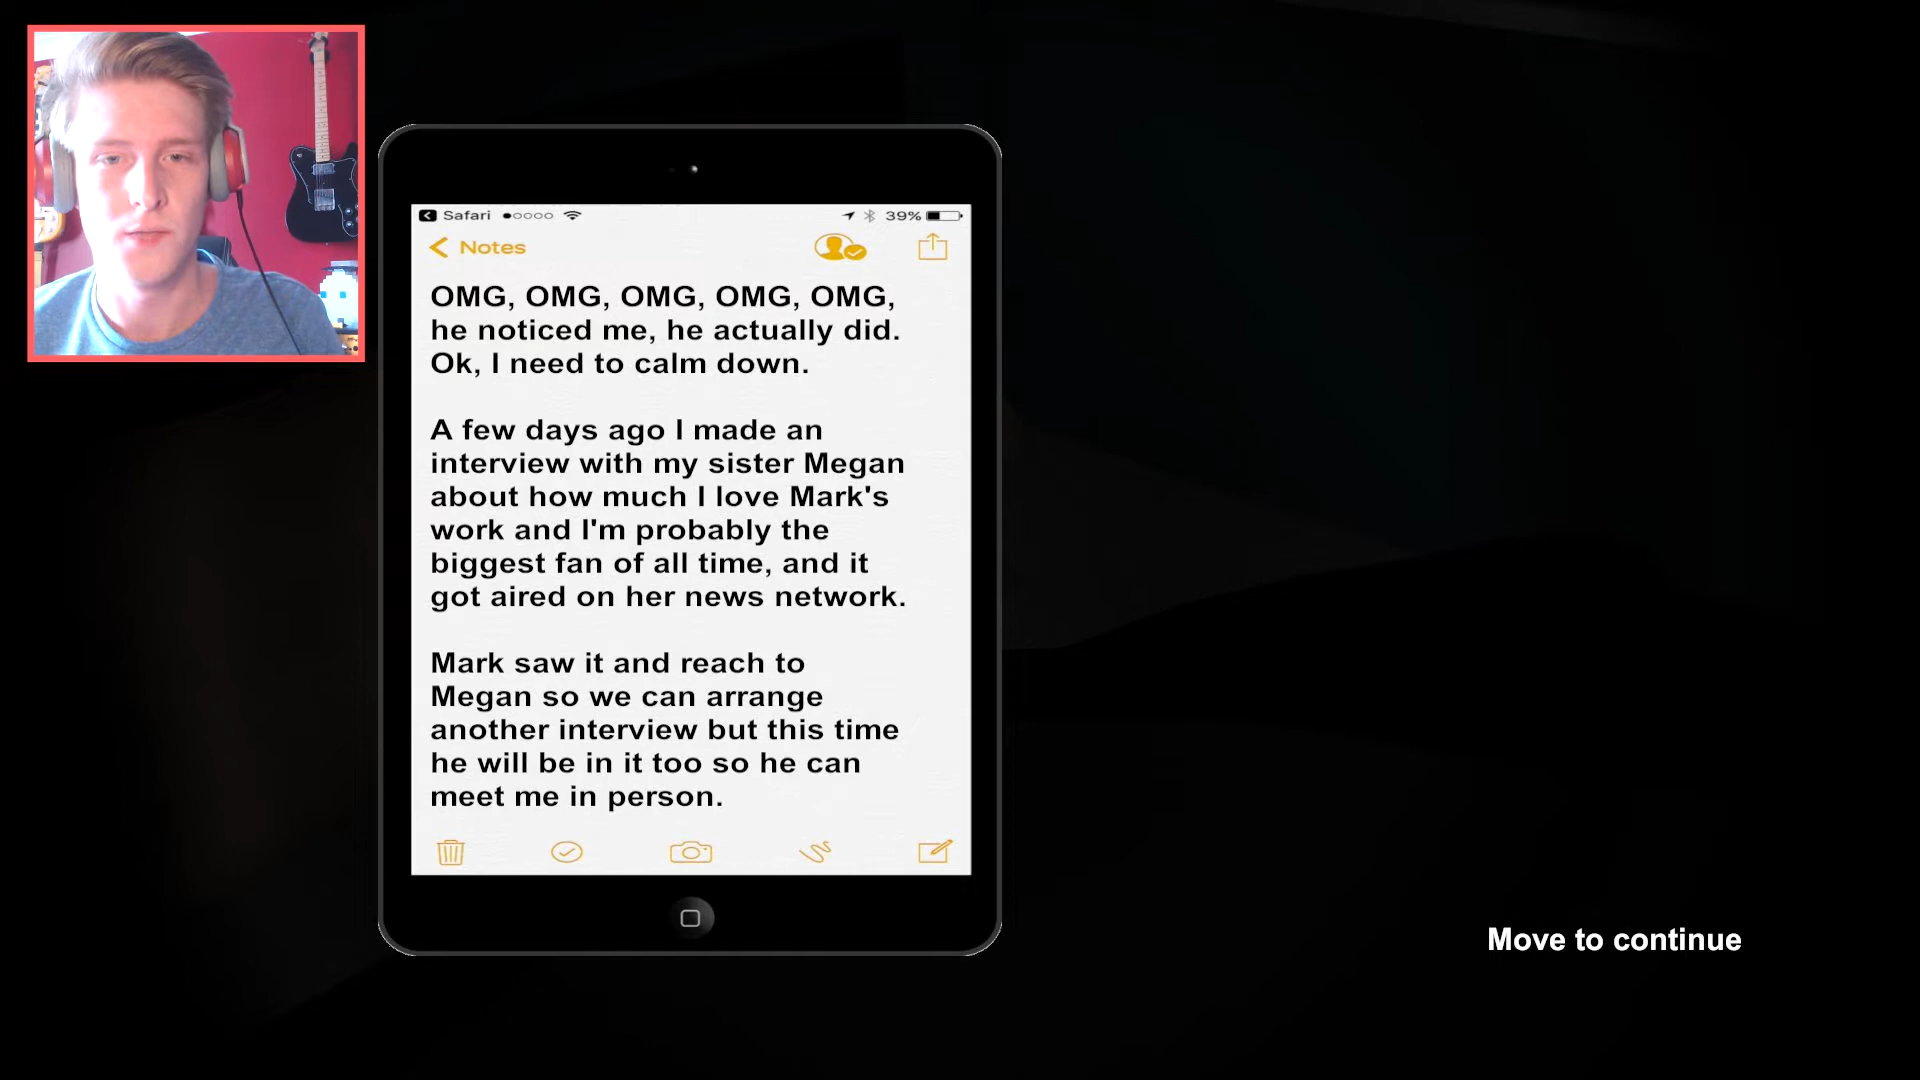 Safari
39%
Notes
OMG, OMG, OMG, OMG, OMG,
he noticed me, he actually did.
Ok, I need to calm down.
A few days ago I made an
interview with my sister Megan
about how much I love Mark's
work and I'm probably the
biggest fan of all time, and it
got aired on her news network.
Mark saw it and reach to
Megan so we can arrange
another interview but this time
he will be in it too so he can
meet me in person.
Move to continue